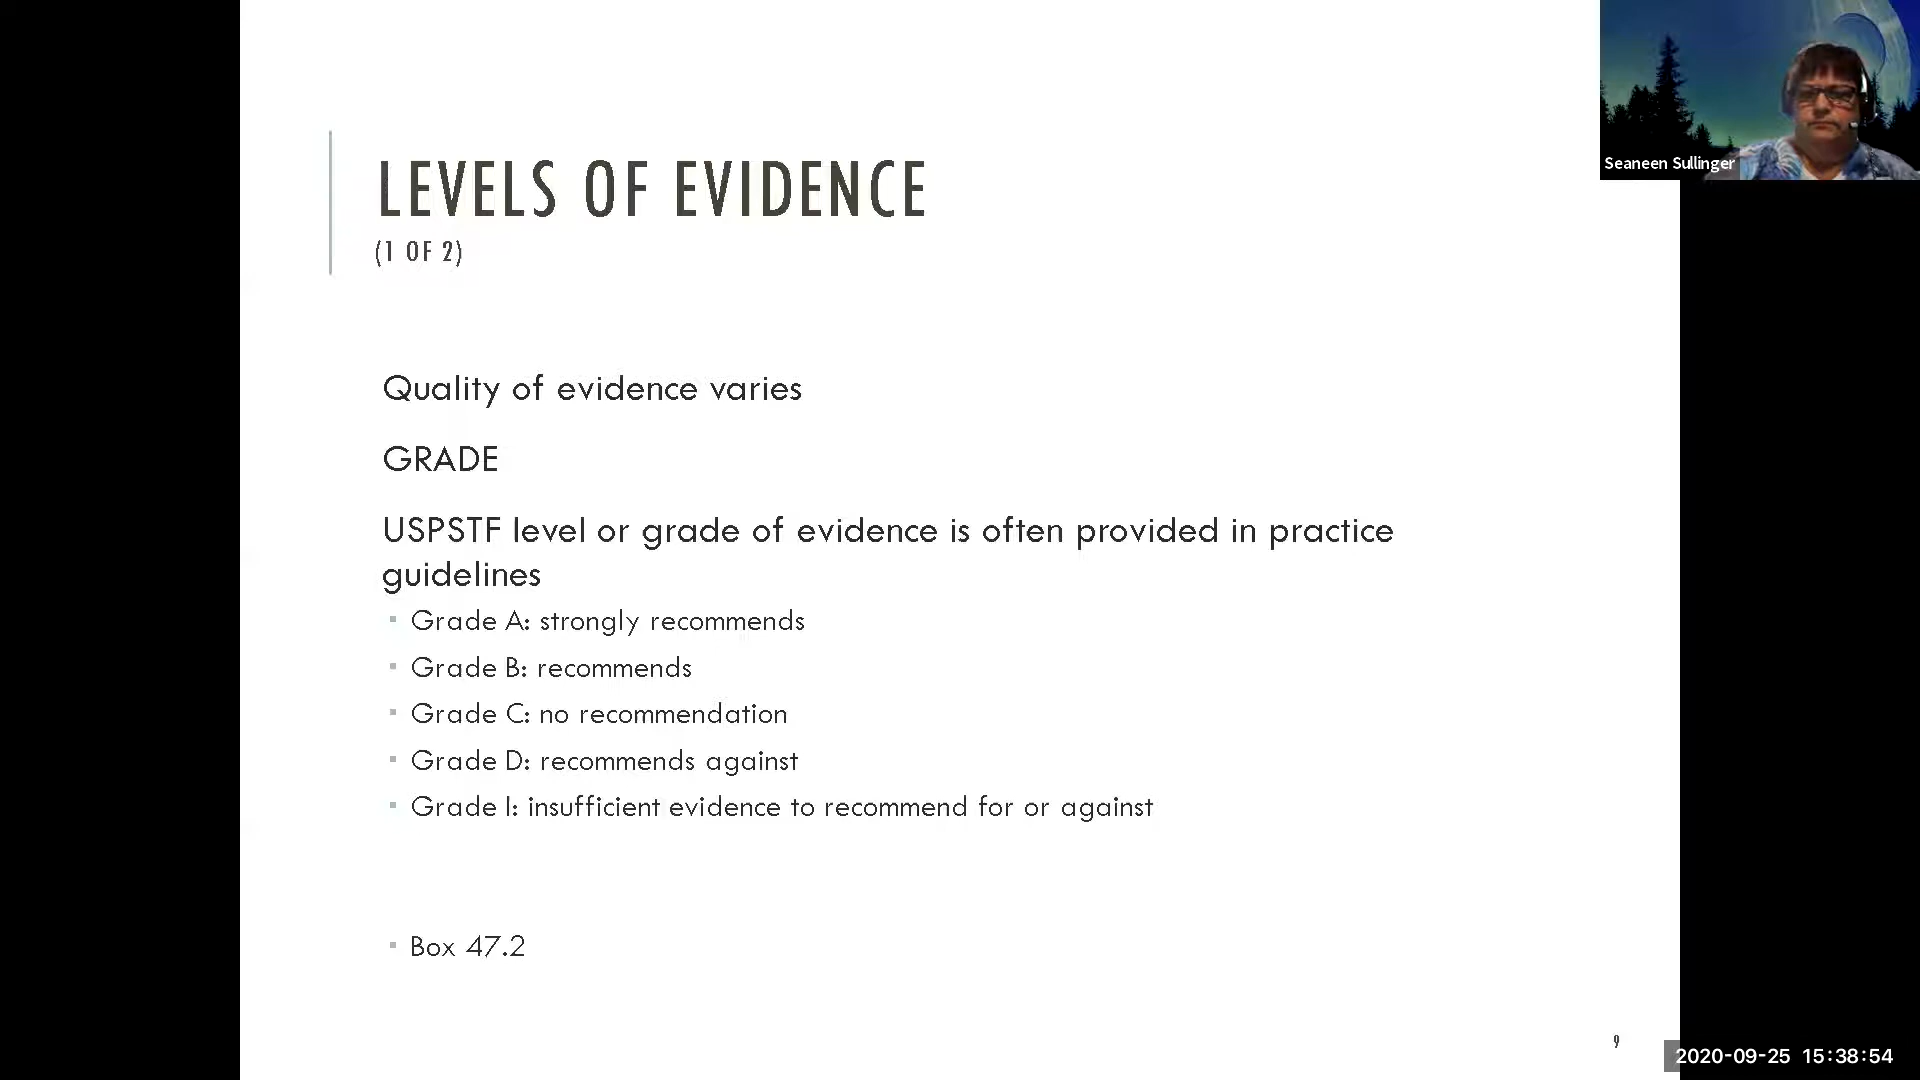 Seaneen Sullinger
LEVELS OF EVIDENCE
(1 OF 2)
Quality of evidence varies
GRADE
USPSTF level or grade of evidence is often provided in practice
guidelines
▪ Grade A: strongly recommends
▪ Grade B: recommends
▪ Grade C: no recommendation
▪ Grade D: recommends against
▪ Grade I: insufficient evidence to recommend for or against
▪ Box 47.2
9
2020-09-25 15:38:54